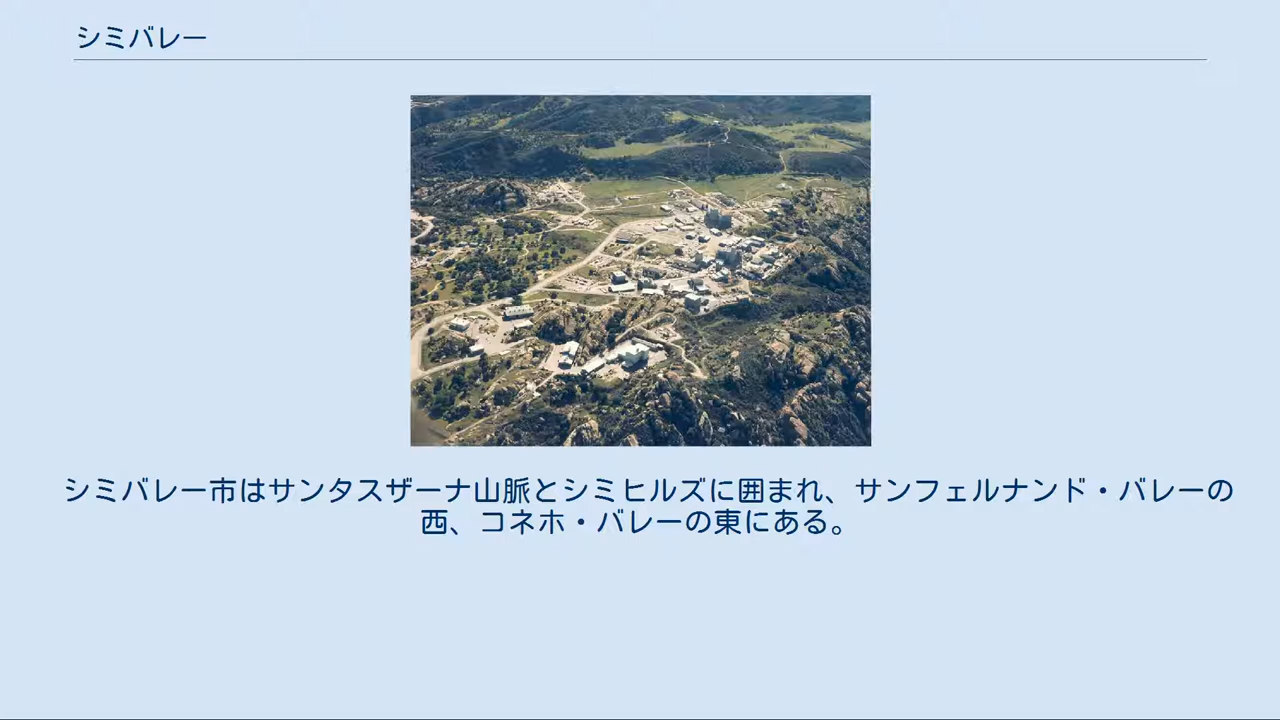 シミバレー
シミバレー市はサンタスザーナ山脈とシミヒルズに囲まれ、サンフェルナンド・バレーの
西、コネホ・バレーの東にある。